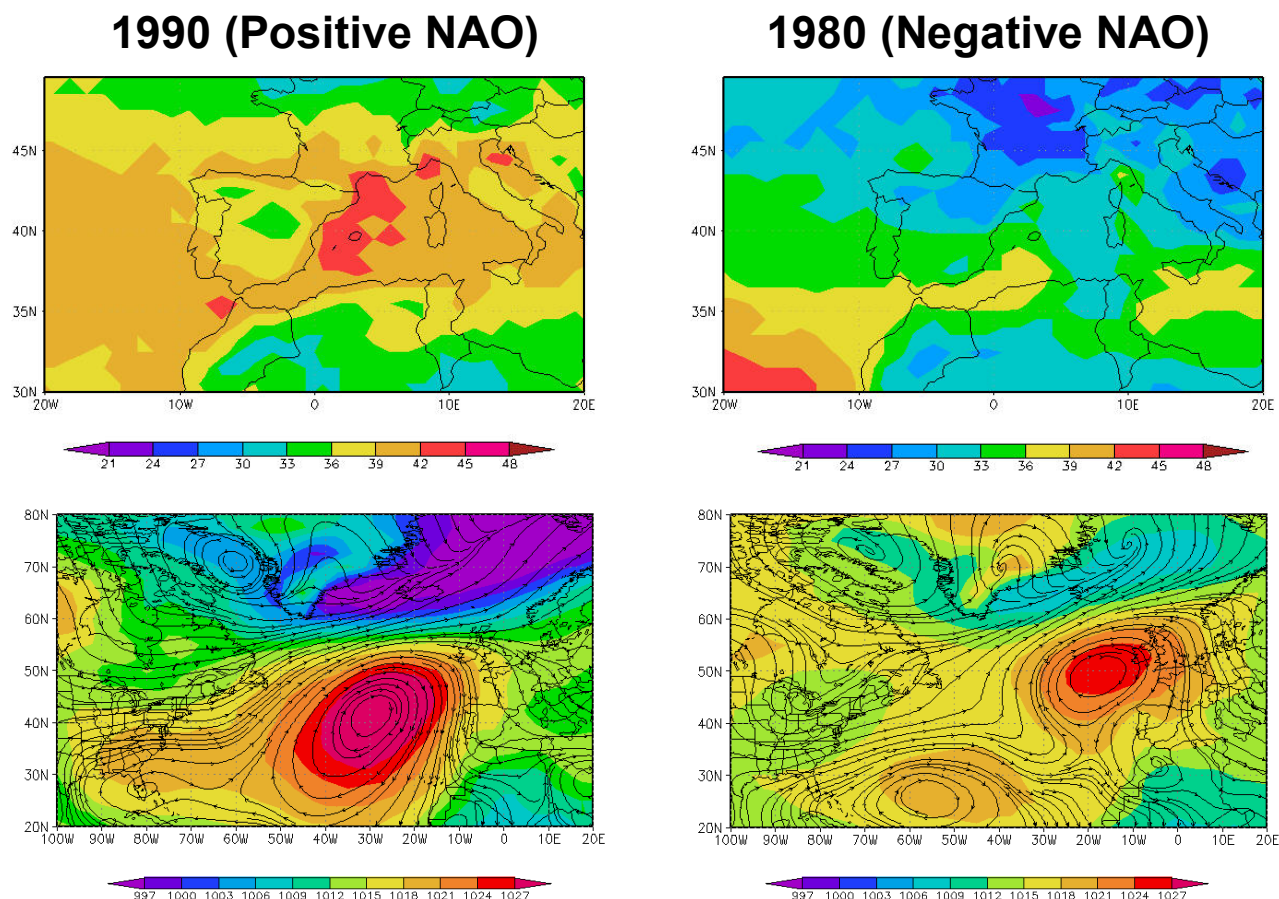 1990 (Positive NAO)
1980 (Negative NAO)
45N
40N
35N
30N
20W 10W 0 10E 20E
21 24 27 30 33 36 39 42 45 48
45N
40N
35N
30N
20W 10W 0 10E 20E
21 24 27 30 33 36 39 42 45 48
80N
70N
60N
50N
40N
30N
20N
100W 90W 80W 70W 60W 50W 40W 30W 20W 10W 0 10E 20E
997 1000 1003 1006 1009 1012 1015 1018 1021 1024 1027
80N
70N
60N
50N
40N
30N
20N
100W 90W 80W 70W 60W 50W 40W 30W 20W 10W 0 10E 20E
997 1000 1003 1006 1009 1012 1015 1018 1021 1024 1027